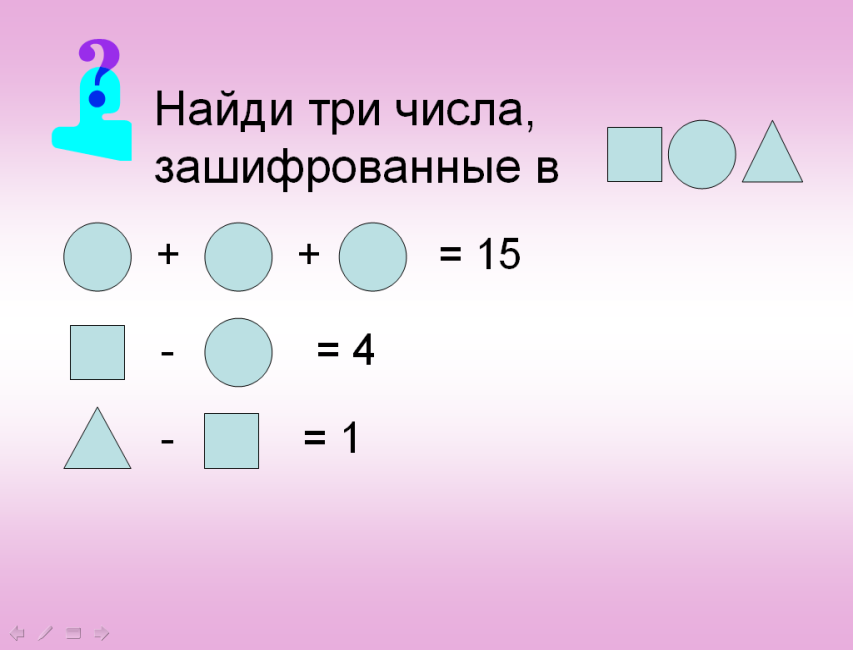 ?
Найди три числа,
зашифрованные в
+ + = 15
- = 4
- = 1